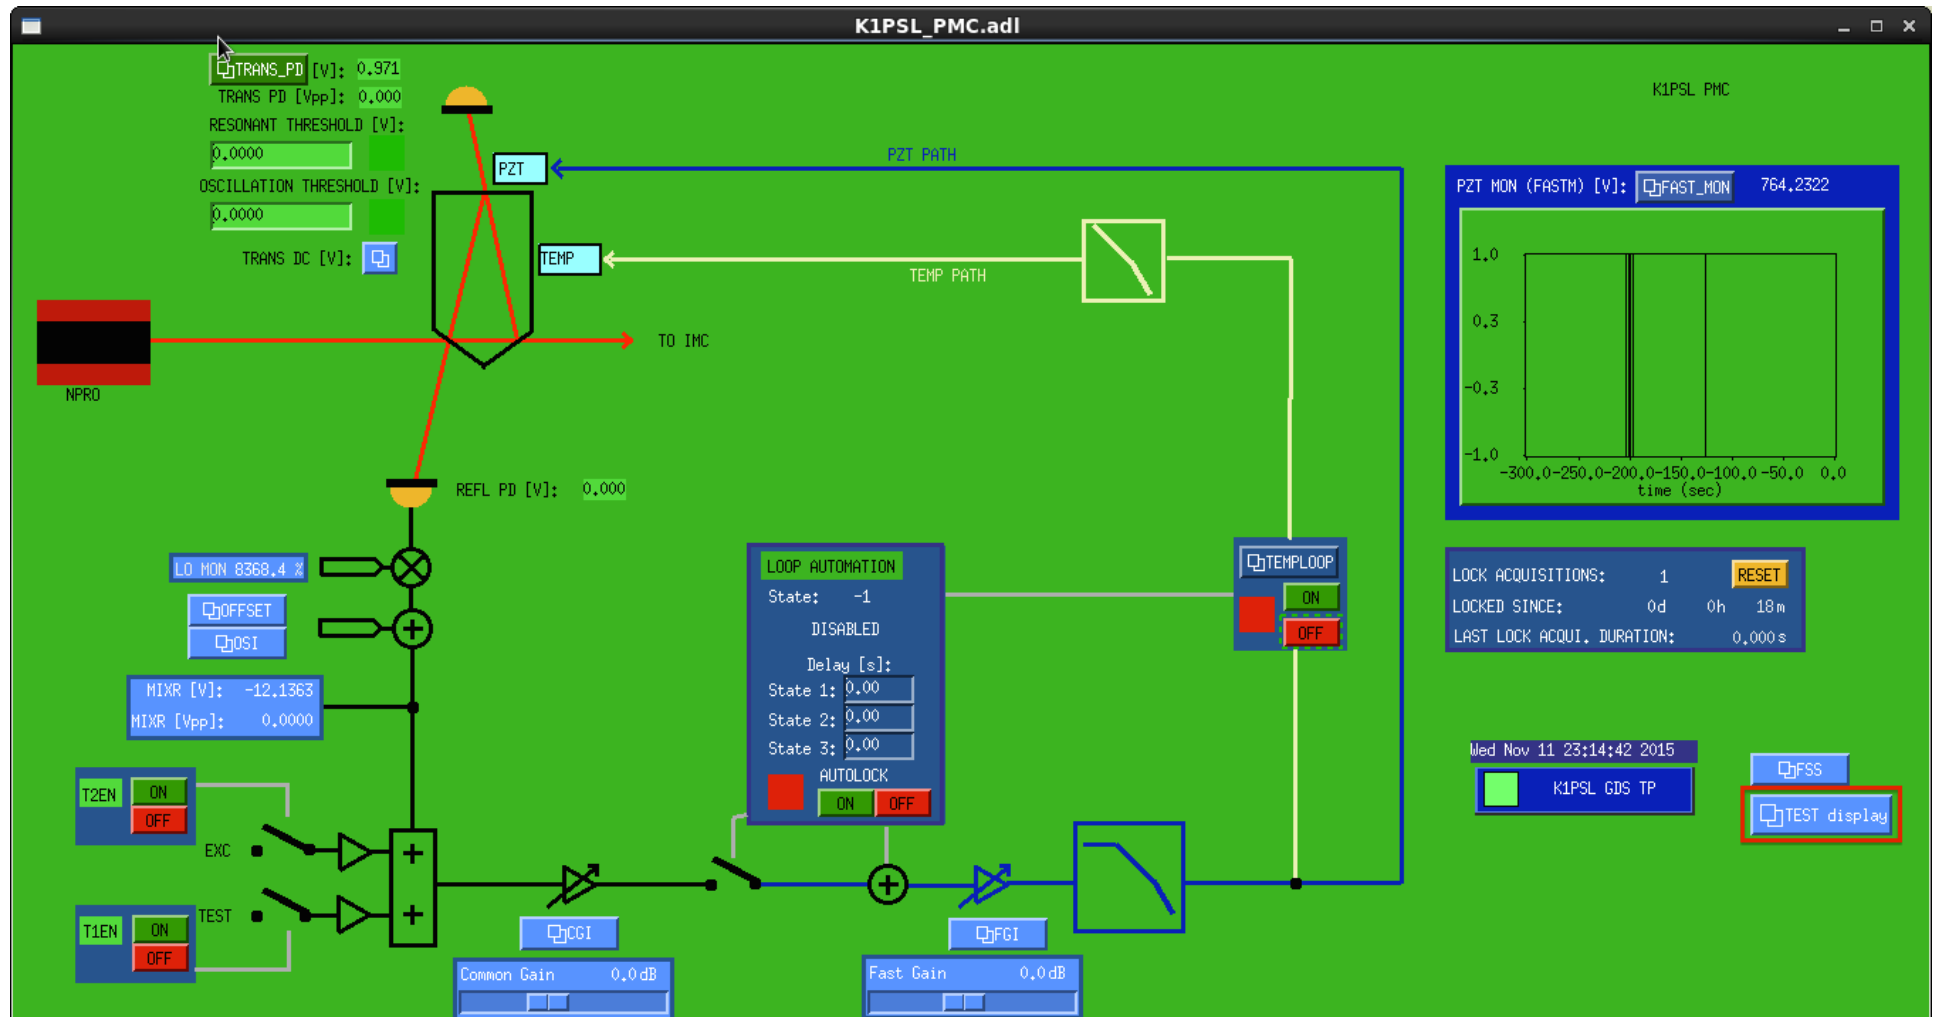 K1PSL_PMC.adl
TRANS_PD [V]: 0.971
TRANS PD [Vpp]: 0.000
RESONANT THRESHOLD [V]:
0.0000
OSCILLATION THRESHOLD [V]:
0.0000
TRANS DC [V]:
PZT
PZT PATH
TEMP
TEMP PATH
NPRO
TO IMC
K1PSL PMC
PZT MON (FASTM) [V]: FAST_MON 764.2322
1.0
0.3
-0.3
-1.0
-300.0 -250.0 -200.0 -150.0 -100.0 -50.0 0.0
time (sec)
REFL PD [V]: 0.000
LO MON 8368.4 %
OFFSET
OSI
MIXR [V]: -12.1363
MIXR [Vpp]: 0.0000
LOOP AUTOMATION
State: -1
DISABLED
Delay [s]:
State 1: 0.00
State 2: 0.00
State 3: 0.00
AUTOLOCK
ON OFF
TEMPLOOP
ON
OFF
LOCK ACQUISITIONS: 1 RESET
LOCKED SINCE: 0d 0h 18m
LAST LOCK ACQUI. DURATION: 0.000s
Wed Nov 11 23:14:42 2015
K1PSL GDS TP
FSS
TEST display
T2EN ON
OFF
EXC
TEST
T1EN ON
OFF
+
+
+
+
CGI
Common Gain 0.0dB
FGI
Fast Gain 0.0dB